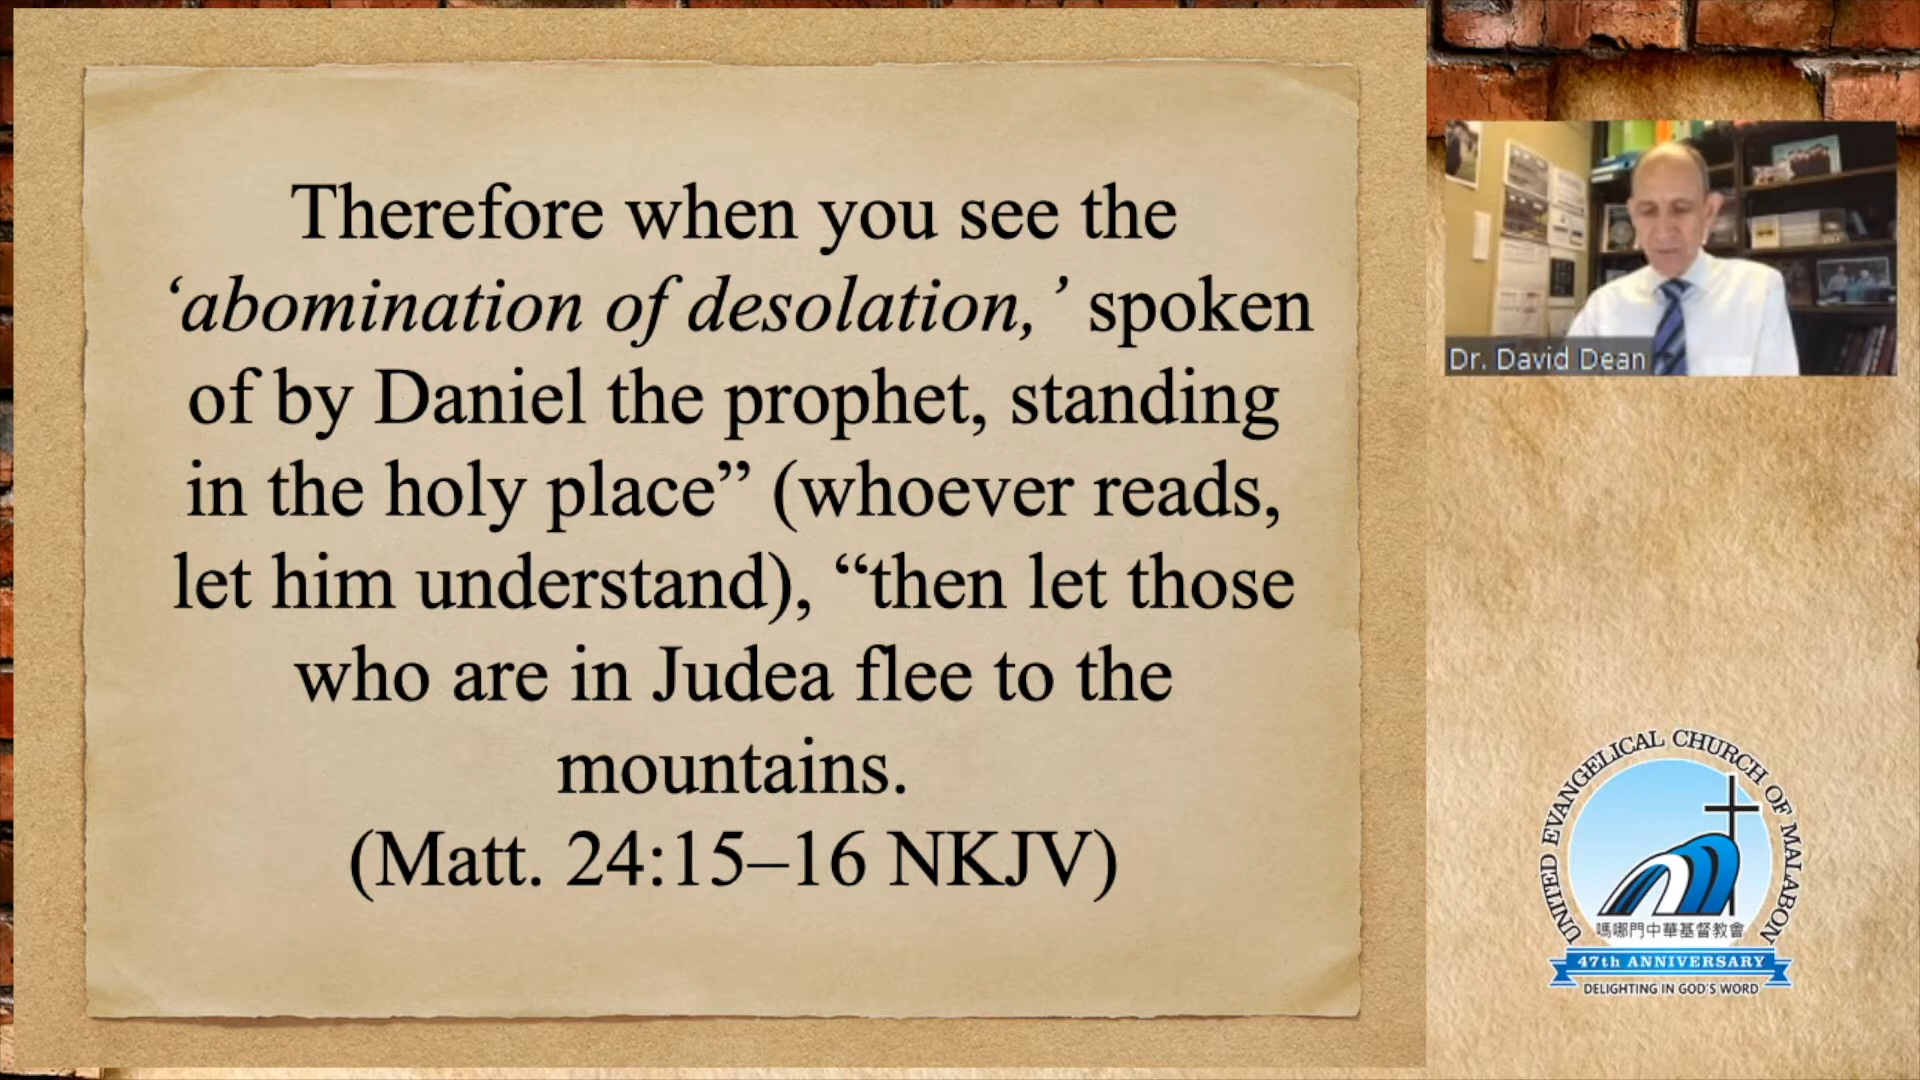 Therefore when you see the
‘abomination of desolation,’ spoken
of by Daniel the prophet, standing
in the holy place” (whoever reads,
let him understand), “then let those
who are in Judea flee to the
mountains.
(Matt. 24:15–16 NKJV)
Dr. David Dean
UNITED EVANGELICAL CHURCH OF MALABON
嗎哪門中華基督教會
47th ANNIVERSARY
DELIGHTING IN GOD'S WORD